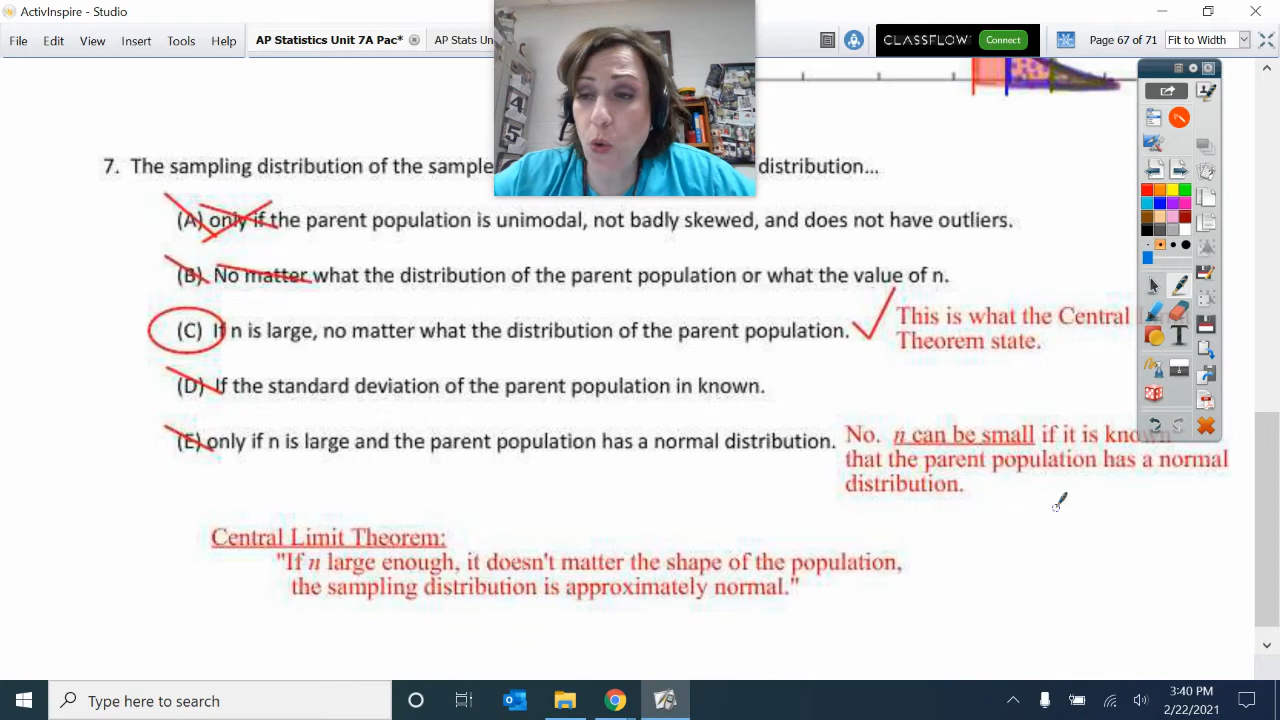 ActivInspire - Studio
File Edit View Insert Tools Help AP Statistics Unit 7A Pac* AP Stats Un CLASSFLOW Connect Page 67 of 71 Fit to Width
7. The sampling distribution of the sample distribution...
(A) only if the parent population is unimodal, not badly skewed, and does not have outliers.
(B) No matter what the distribution of the parent population or what the value of n.
(C) If n is large, no matter what the distribution of the parent population.
This is what the Central
Theorem state.
(D) If the standard deviation of the parent population in known.
(E) only if n is large and the parent population has a normal distribution.
No. n can be small if it is known
that the parent population has a normal
distribution.
Central Limit Theorem:
"If n large enough, it doesn't matter the shape of the population,
the sampling distribution is approximately normal."
Type here to search
3:40 PM
2/22/2021